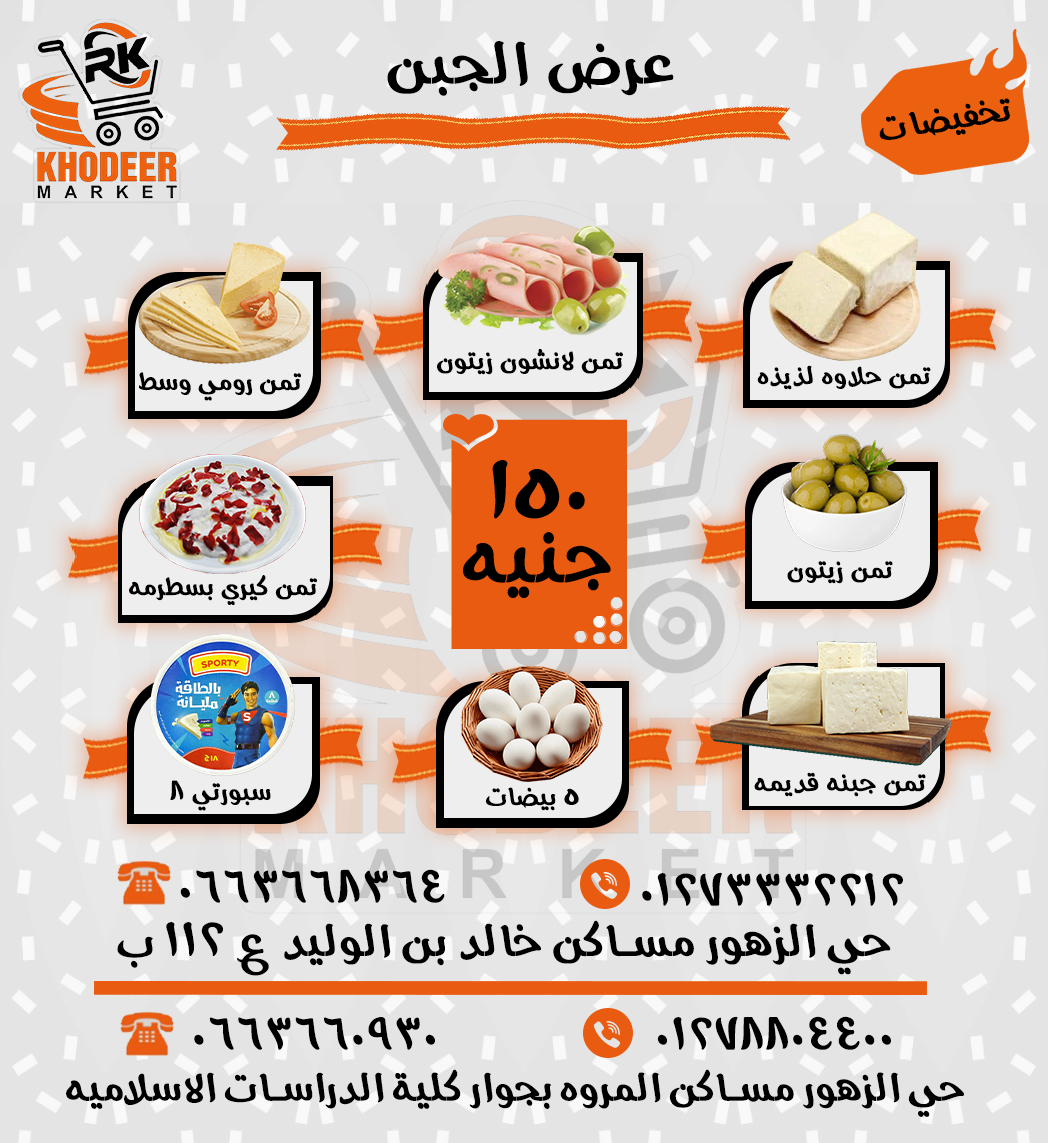 RK
KHODEER
MARKET
عرض الجبن
تخفيضات
تمن حلاوه لذيذه
تمن لانشون زيتون
تمن رومي وسط
١٥٠
جنيه
تمن زيتون
تمن كيري بسطرمه
SPORTY
بالطاقة
مليانة
٨
S
٨ قطع
تمن جبنه قديمه
٥ بيضات
سبورتي ٨
٠١٢٧٣٣٣٢٢١٢
٠٦٦٣٦٦٨٣٦٤
حي الزهور مساكن خالد بن الوليد ع ١١٢ ب
٠١٢٧٨٨٠٤٤٠٠
٠٦٦٣٦٦٠٩٣٠
حي الزهور مساكن المروه بجوار كلية الدراسات الاسلاميه